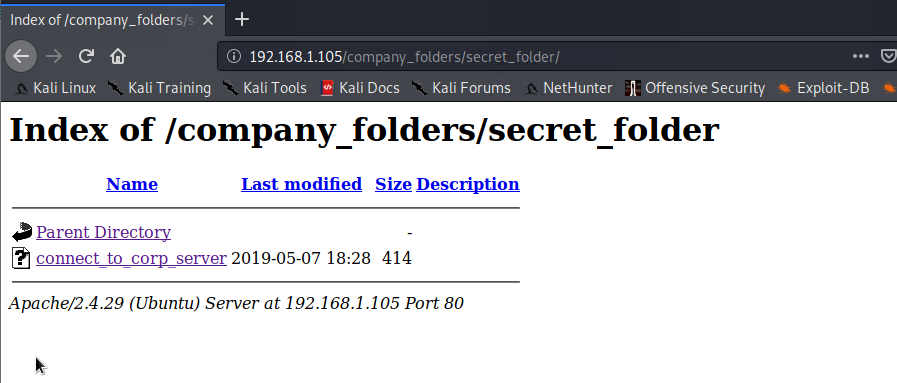 Index of /company_folders/s
192.168.1.105/company_folders/secret_folder/
Kali Linux Kali Training Kali Tools Kali Docs Kali Forums NetHunter Offensive Security Exploit-DB
Index of /company_folders/secret_folder
Name Last modified Size Description
Parent Directory -
connect_to_corp_server 2019-05-07 18:28 414
Apache/2.4.29 (Ubuntu) Server at 192.168.1.105 Port 80